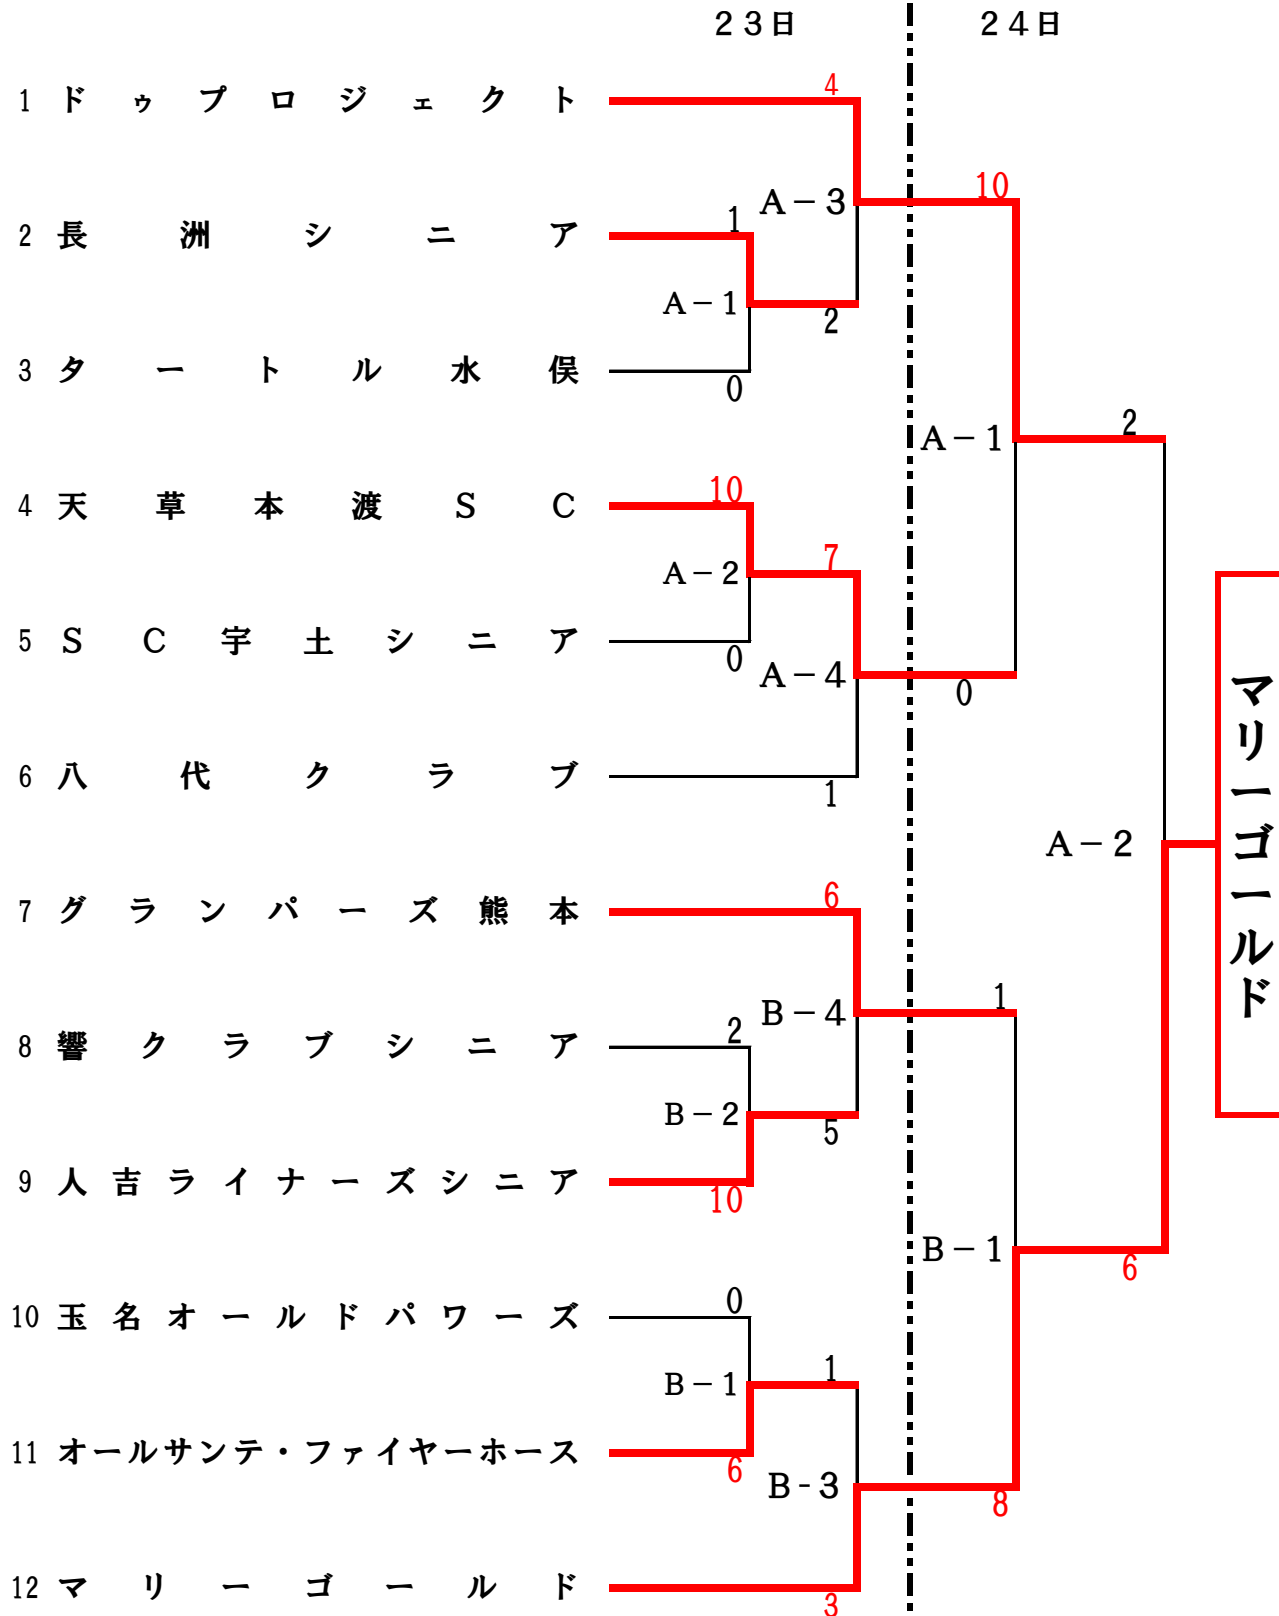 23日 24日
4
1 ドゥプロジェクト
10
A-3
1
2 長洲シニア
A-1
2
3 タートル水俣
0
2
A-1
10
4 天草本渡SC
7
A-2
5 SC宇土シニア
0
A-4
0
マリーゴールド
6 八代クラブ
1
A-2
6
7 グランパーズ熊本
1
B-4
2
8 響クラブシニア
B-2
5
9 人吉ライナーズシニア
10
B-1
6
0
10 玉名オールドパワーズ
1
B-1
11 オールサンテ・ファイヤーホース
6
B-3
8
12 マリーゴールド
3